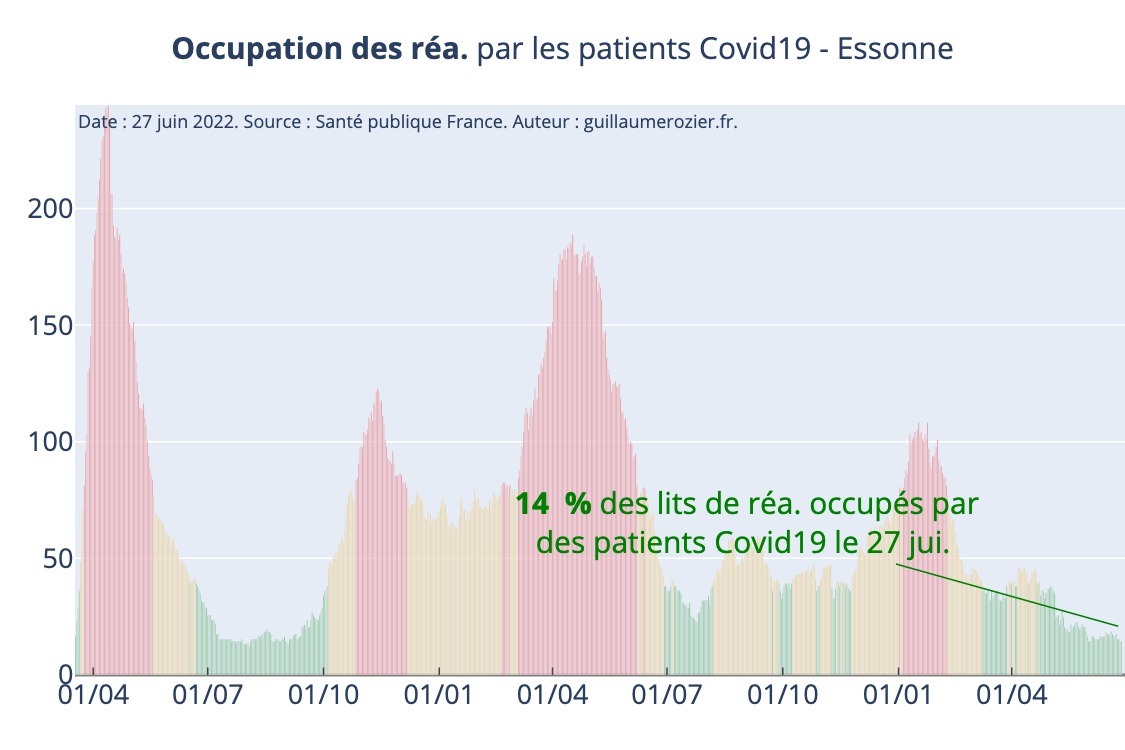 Occupation des réa. par les patients Covid19 - Essonne
Date : 27 juin 2022. Source : Santé publique France. Auteur : guillaumerozier.fr.
200
150
100
14 % des lits de réa. occupés par
des patients Covid19 le 27 jui.
50
0
01/04 01/07 01/10 01/01 01/04 01/07 01/10 01/01 01/04